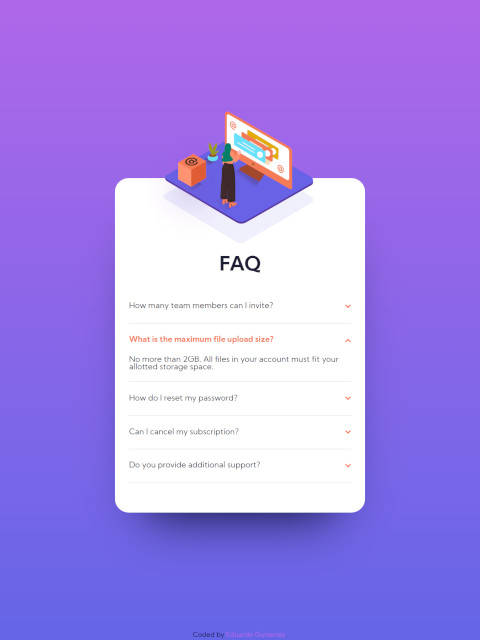 FAQ
How many team members can I invite?
What is the maximum file upload size?
No more than 2GB. All files in your account must fit your
allotted storage space.
How do I reset my password?
Can I cancel my subscription?
Do you provide additional support?
Coded by Eduardo Gutierrez